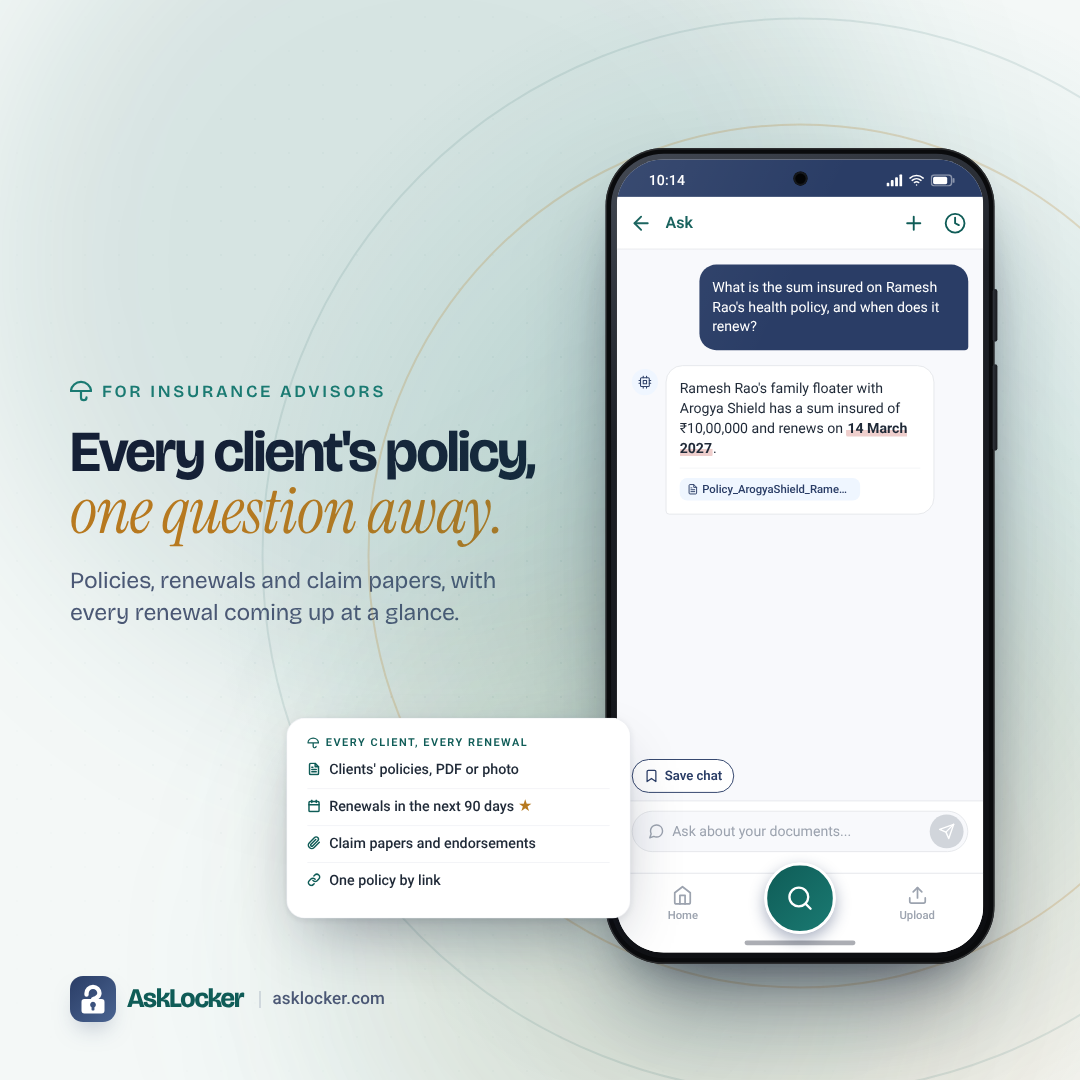 FOR INSURANCE ADVISORS
Every client's policy,
one question away.
Policies, renewals and claim papers, with
every renewal coming up at a glance.
10:14
Ask
What is the sum insured on Ramesh
Rao's health policy, and when does it
renew?
Ramesh Rao's family floater with
Arogya Shield has a sum insured of
₹10,00,000 and renews on 14 March
2027.
Policy_ArogyaShield_Rame...
Save chat
Ask about your documents...
Home
Upload
EVERY CLIENT, EVERY RENEWAL
Clients' policies, PDF or photo
Renewals in the next 90 days ★
Claim papers and endorsements
One policy by link
AskLocker | asklocker.com